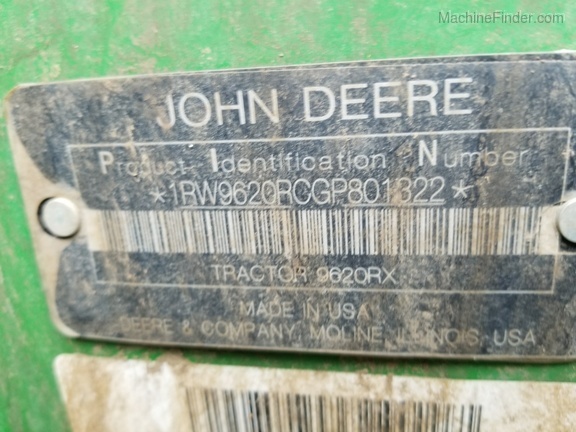 MachineFinder.com
JOHN DEERE
Product Identification Number
*1RW9620RCGP801322*
TRACTOR 9620RX
MADE IN USA
DEERE & COMPANY, MOLINE, ILLINOIS, USA